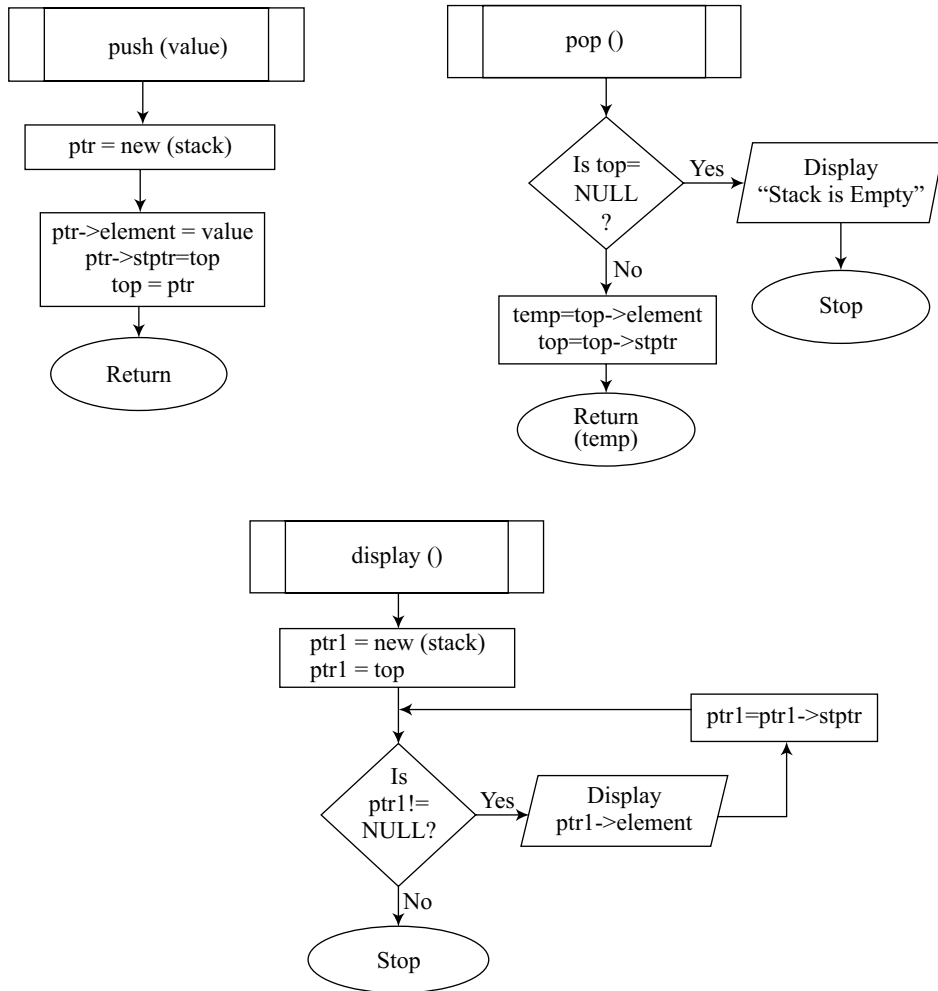 push (value)
ptr = new (stack)
ptr->element = value
ptr->stptr=top
top = ptr
Return
pop ()
Is top=
NULL
?
Yes
Display
“Stack is Empty”
Stop
No
temp=top->element
top=top->stptr
Return
(temp)
display ()
ptr1 = new (stack)
ptr1 = top
ptr1=ptr1->stptr
Is
ptr1!=
NULL?
Yes
Display
ptr1->element
No
Stop